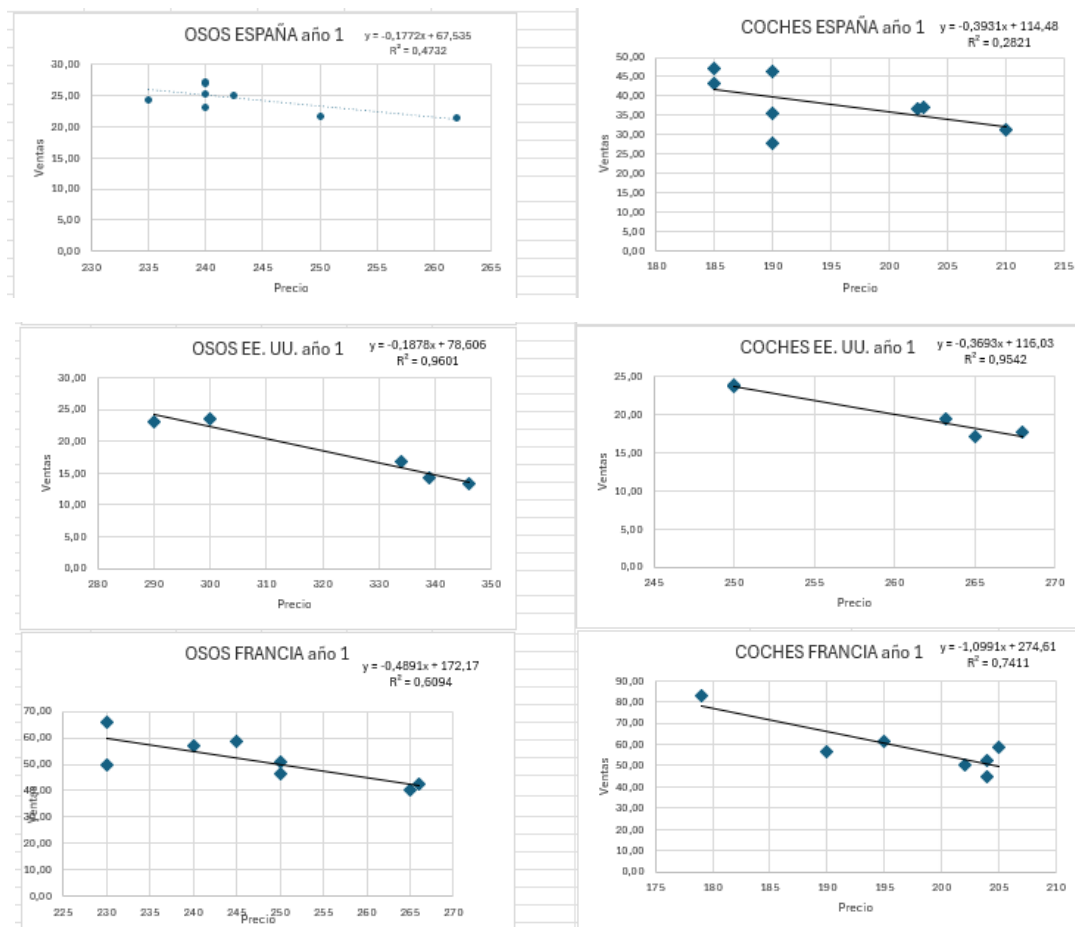 OSOS ESPAÑA año 1
y = -0,1772x + 67,535
R² = 0,4732
30,00
25,00
20,00
15,00
10,00
5,00
0,00
Ventas
230 235 240 245 250 255 260 265
Precio
COCHES ESPAÑA año 1
y = -0,3931x + 114,48
R² = 0,2821
50,00
45,00
40,00
35,00
30,00
25,00
20,00
15,00
10,00
5,00
0,00
Ventas
180 185 190 195 200 205 210 215
Precio
OSOS EE. UU. año 1
y = -0,1878x + 78,606
R² = 0,9601
30,00
25,00
20,00
15,00
10,00
5,00
0,00
Ventas
280 290 300 310 320 330 340 350
Precio
COCHES EE. UU. año 1
y = -0,3693x + 116,03
R² = 0,9542
25,00
20,00
15,00
10,00
5,00
0,00
Ventas
245 250 255 260 265 270
Precio
OSOS FRANCIA año 1
y = -0,4891x + 172,17
R² = 0,6094
70,00
60,00
50,00
40,00
30,00
20,00
10,00
0,00
Ventas
225 230 235 240 245 250 255 260 265 270
Precio
COCHES FRANCIA año 1
y = -1,0991x + 274,61
R² = 0,7411
90,00
80,00
70,00
60,00
50,00
40,00
30,00
20,00
10,00
0,00
Ventas
175 180 185 190 195 200 205 210
Precio